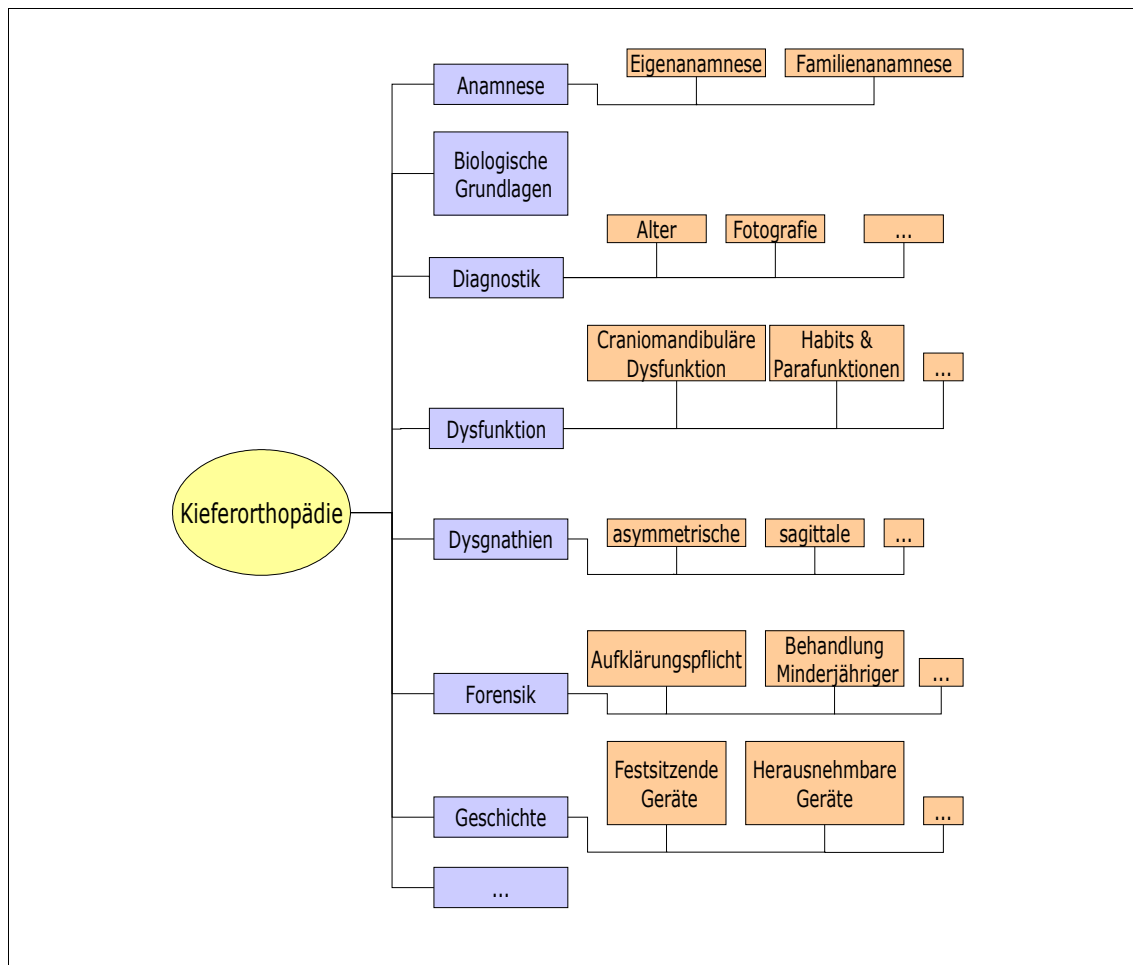 Eigenanamnese
Familienanamnese
Anamnese
Biologische
Grundlagen
Alter
Fotografie
...
Diagnostik
Craniomandibuläre
Dysfunktion
Habits &
Parafunktionen
...
Dysfunktion
Kieferorthopädie
asymmetrische
sagittale
...
Dysgnathien
Aufklärungspflicht
Behandlung
Minderjähriger
...
Forensik
Festsitzende
Geräte
Herausnehmbare
Geräte
...
Geschichte
...